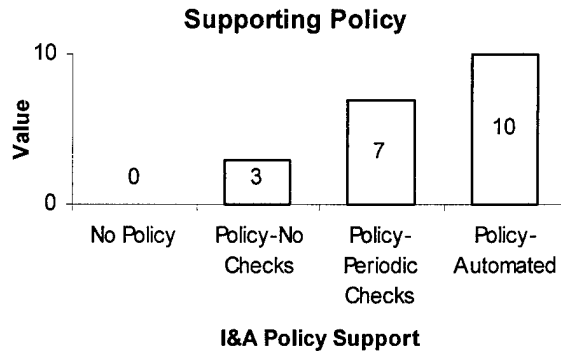 Supporting Policy
10
Value
0
0
3
7
10
No Policy
Policy-No
Checks
Policy-
Periodic
Checks
Policy-
Automated
I&A Policy Support